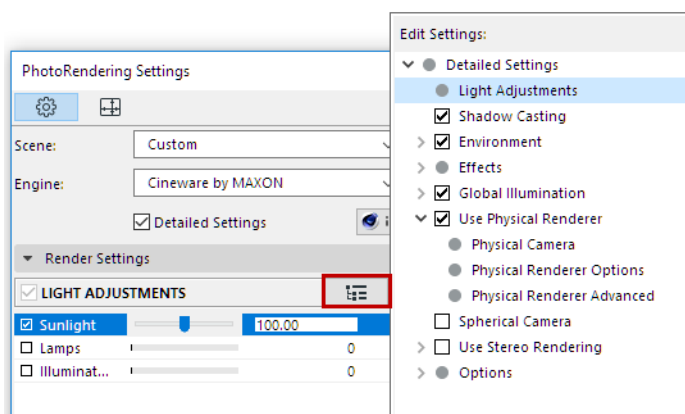 PhotoRendering Settings
Scene:
Custom
Engine:
Cineware by MAXON
Detailed Settings
i
Render Settings
LIGHT ADJUSTMENTS
Sunlight
100.00
Lamps
0
Illuminat...
0
Edit Settings:
Detailed Settings
Light Adjustments
Shadow Casting
Environment
Effects
Global Illumination
Use Physical Renderer
Physical Camera
Physical Renderer Options
Physical Renderer Advanced
Spherical Camera
Use Stereo Rendering
Options